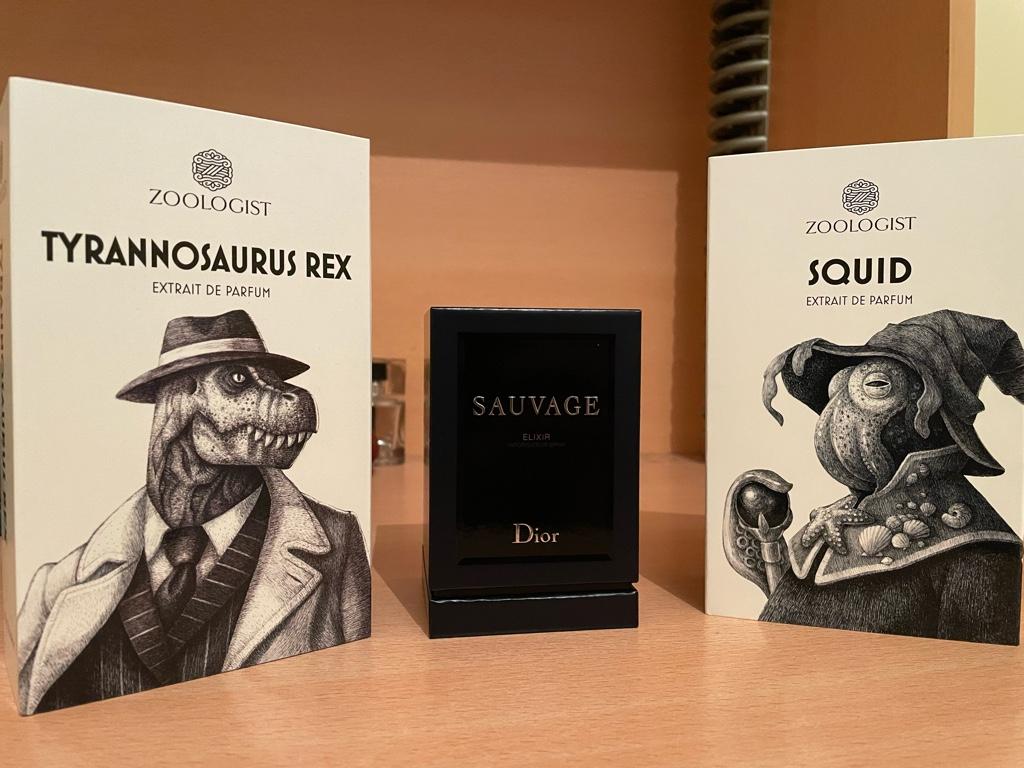 ZOOLOGIST
TYRANNOSAURUS REX
EXTRAIT DE PARFUM
SAUVAGE
ELIXIR
Dior
ZOOLOGIST
SQUID
EXTRAIT DE PARFUM